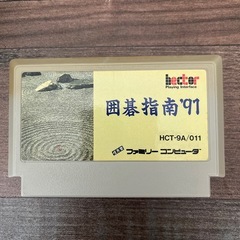 hector
Playing Interface
囲碁指南'91
HCT-9A/011
ファミリーコンピュータ